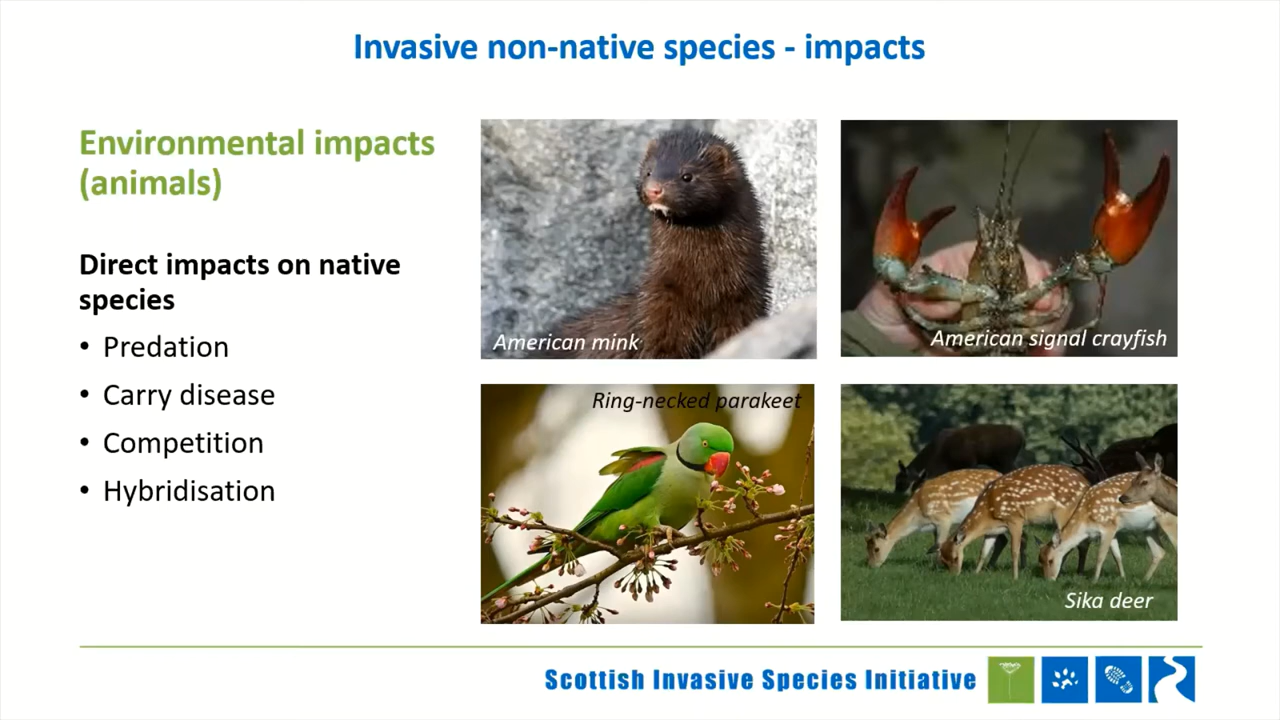 Invasive non-native species - impacts
Environmental impacts
(animals)
Direct impacts on native
species
• Predation
• Carry disease
• Competition
• Hybridisation
American mink
American signal crayfish
Ring-necked parakeet
Sika deer
Scottish Invasive Species Initiative